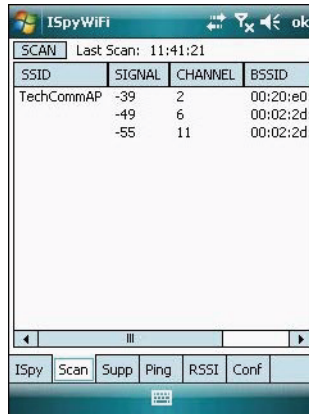 ISpyWiFi ok
SCAN Last Scan: 11:41:21
SSID SIGNAL CHANNEL BSSID
TechCommAP -39 2 00:20:e0
-49 6 00:02:2d
-55 11 00:02:2d
ISpy Scan Supp Ping RSSI Conf